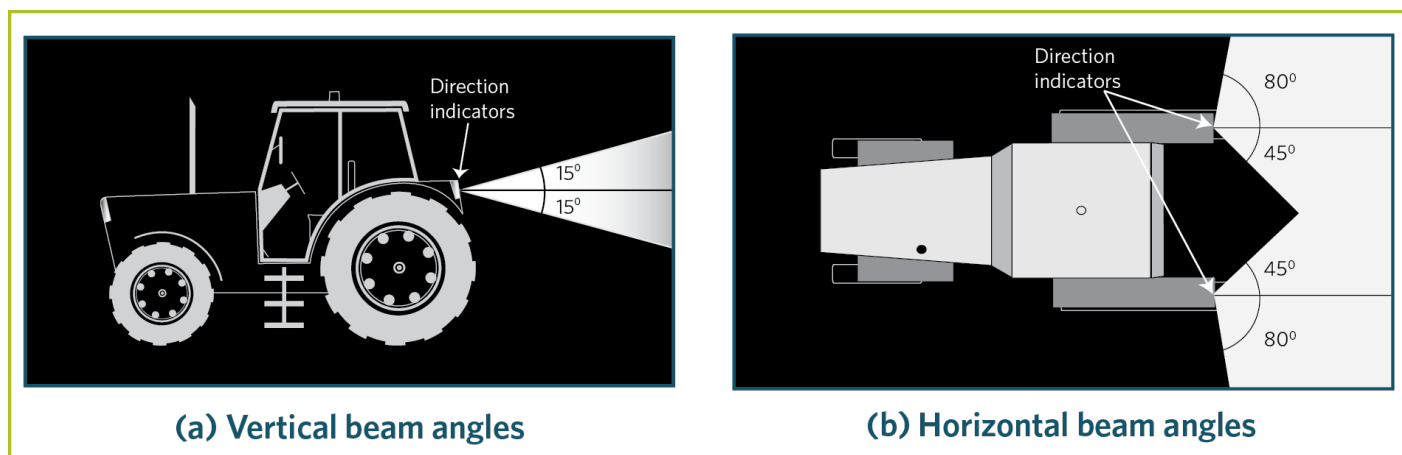 Direction
indicators
15⁰
15⁰
(a) Vertical beam angles
Direction
indicators
80⁰
45⁰
45⁰
80⁰
(b) Horizontal beam angles